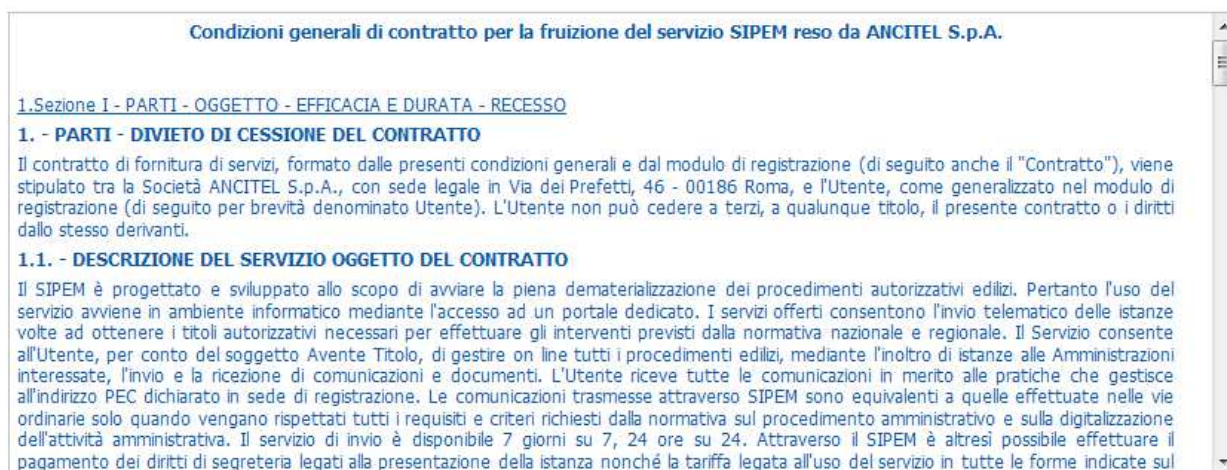 Condizioni generali di contratto per la fruizione del servizio SIPEM reso da ANCITEL S.p.A.
1.Sezione I - PARTI - OGGETTO - EFFICACIA E DURATA - RECESSO
1. - PARTI - DIVIETO DI CESSIONE DEL CONTRATTO
Il contratto di fornitura di servizi, formato dalle presenti condizioni generali e dal modulo di registrazione (di seguito anche il "Contratto"), viene
stipulato tra la Società ANCITEL S.p.A., con sede legale in Via dei Prefetti, 46 - 00186 Roma, e l'Utente, come generalizzato nel modulo di
registrazione (di seguito per brevità denominato Utente). L'Utente non può cedere a terzi, a qualunque titolo, il presente contratto o i diritti
dallo stesso derivanti.
1.1. - DESCRIZIONE DEL SERVIZIO OGGETTO DEL CONTRATTO
Il SIPEM è progettato e sviluppato allo scopo di avviare la piena dematerializzazione dei procedimenti autorizzativi edilizi. Pertanto l'uso del
servizio avviene in ambiente informatico mediante l'accesso ad un portale dedicato. I servizi offerti consentono l'invio telematico delle istanze
volte ad ottenere i titoli autorizzativi necessari per effettuare gli interventi previsti dalla normativa nazionale e regionale. Il Servizio consente
all'Utente, per conto del soggetto Avente Titolo, di gestire on line tutti i procedimenti edilizi, mediante l'inoltro di istanze alle Amministrazioni
interessate, l'invio e la ricezione di comunicazioni e documenti. L'Utente riceve tutte le comunicazioni in merito alle pratiche che gestisce
all'indirizzo PEC dichiarato in sede di registrazione. Le comunicazioni trasmesse attraverso SIPEM sono equivalenti a quelle effettuate nelle vie
ordinarie solo quando vengano rispettati tutti i requisiti e criteri richiesti dalla normativa sul procedimento amministrativo e sulla digitalizzazione
dell'attività amministrativa. Il servizio di invio è disponibile 7 giorni su 7, 24 ore su 24. Attraverso il SIPEM è altresì possibile effettuare il
pagamento dei diritti di segreteria legati alla presentazione della istanza nonché la tariffa legata all'uso del servizio in tutte le forme indicate sul